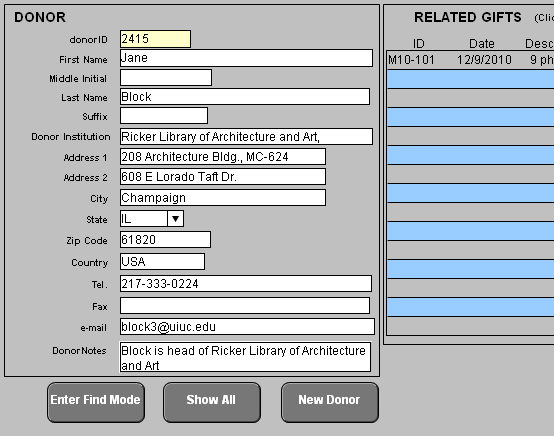 DONOR
donorID 2415
First Name Jane
Middle Initial
Last Name Block
Suffix
Donor Institution Ricker Library of Architecture and Art,
Address 1 208 Architecture Bldg., MC-624
Address 2 608 E Lorado Taft Dr.
City Champaign
State IL
Zip Code 61820
Country USA
Tel. 217-333-0224
Fax
e-mail block3@uiuc.edu
DonorNotes Block is head of Ricker Library of Architecture
and Art
Enter Find Mode Show All New Donor
RELATED GIFTS (Clic
ID Date Desc
M10-101 12/9/2010 9 ph